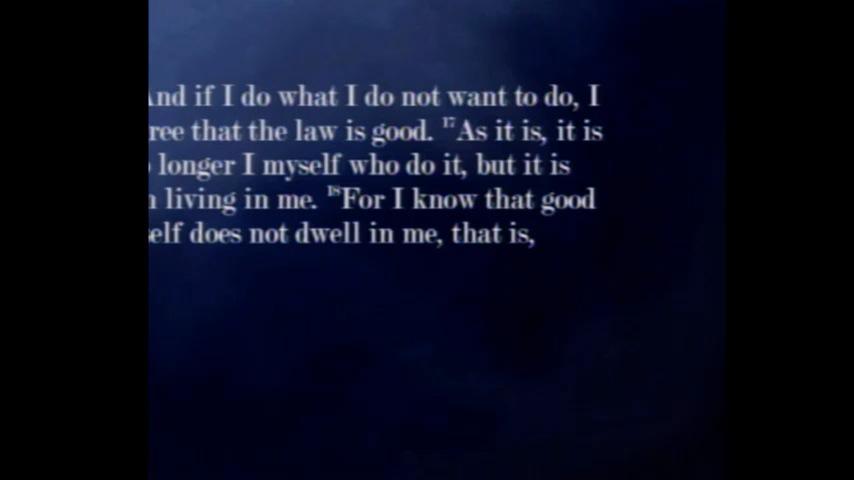 And if I do what I do not want to do, I
ree that the law is good. ¹⁷As it is, it is
longer I myself who do it, but it is
living in me. ¹⁸For I know that good
elf does not dwell in me, that is,